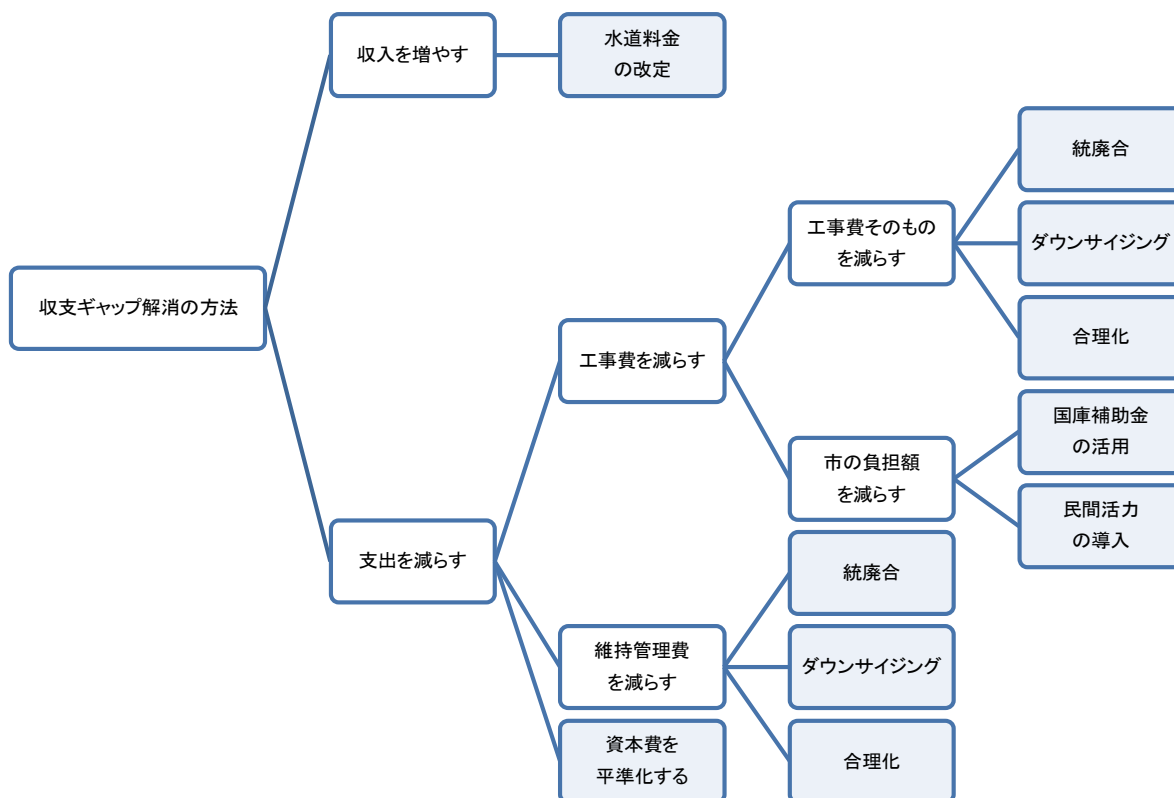 収入を増やす
水道料金
の改定
統廃合
工事費そのもの
を減らす
ダウンサイジング
収支ギャップ解消の方法
合理化
工事費を減らす
国庫補助金
の活用
市の負担額
を減らす
民間活力
の導入
支出を減らす
統廃合
維持管理費
を減らす
ダウンサイジング
資本費を
平準化する
合理化